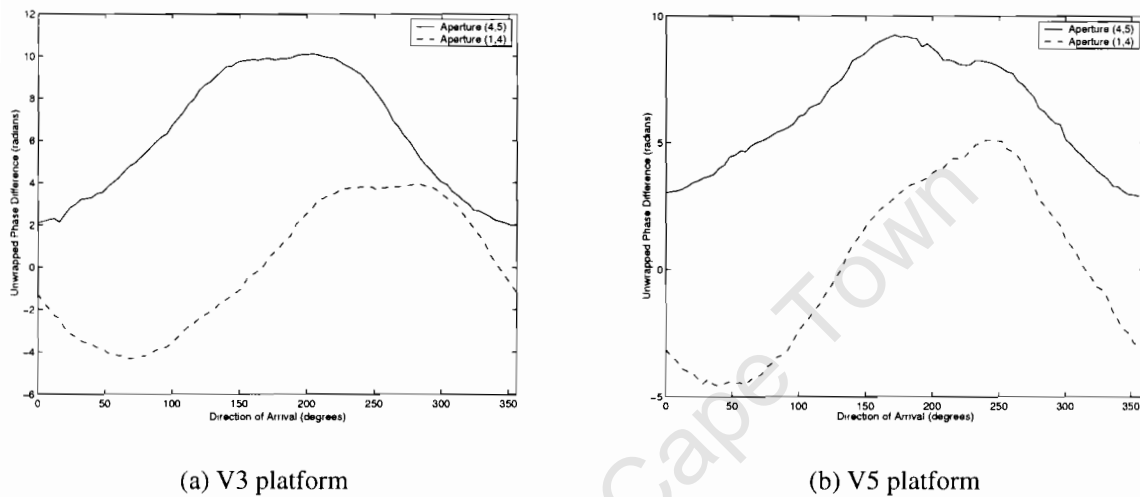 12
10
8
6
4
2
0
-2
-4
-6
Unwrapped Phase Difference (radians)
Aperture (4,5)
Aperture (1,4)
0 50 100 150 200 250 300 350
Direction of Arrival (degrees)
(a) V3 platform
10
5
0
-5
Unwrapped Phase Difference (radians)
Aperture (4,5)
Aperture (1,4)
0 50 100 150 200 250 300 350
Direction of Arrival (degrees)
(b) V5 platform
Cape Town